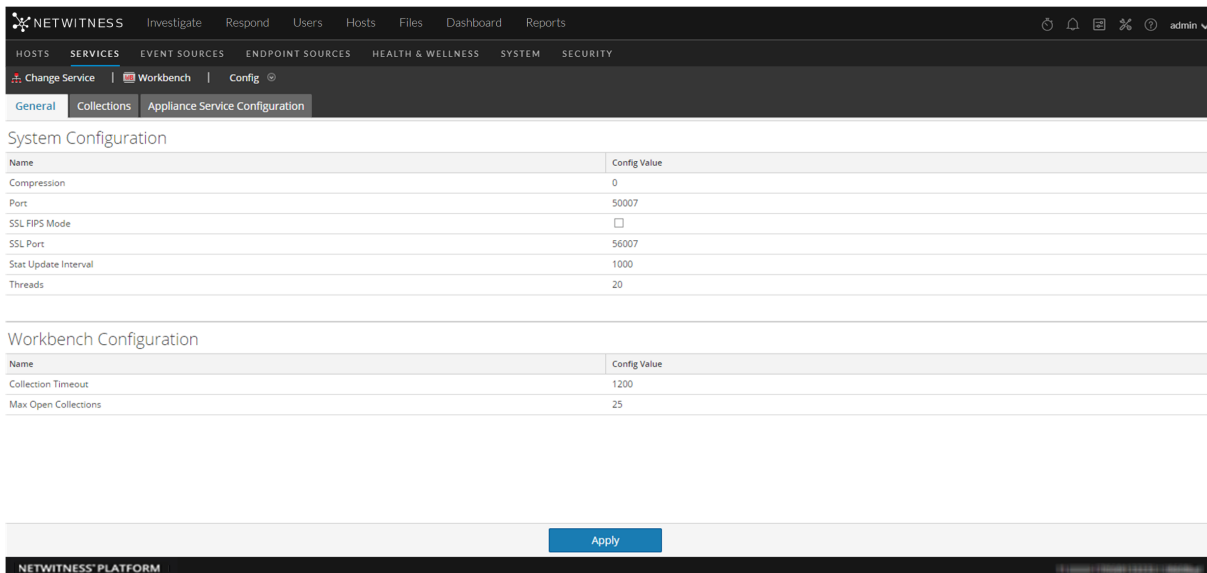 NETWITNESS Investigate Respond Users Hosts Files Dashboard Reports admin
HOSTS SERVICES EVENT SOURCES ENDPOINT SOURCES HEALTH & WELLNESS SYSTEM SECURITY
Change Service | Workbench | Config
General Collections Appliance Service Configuration
System Configuration
Name Config Value
Compression 0
Port 50007
SSL FIPS Mode
SSL Port 56007
Stat Update Interval 1000
Threads 20
Workbench Configuration
Name Config Value
Collection Timeout 1200
Max Open Collections 25
Apply
NETWITNESS PLATFORM